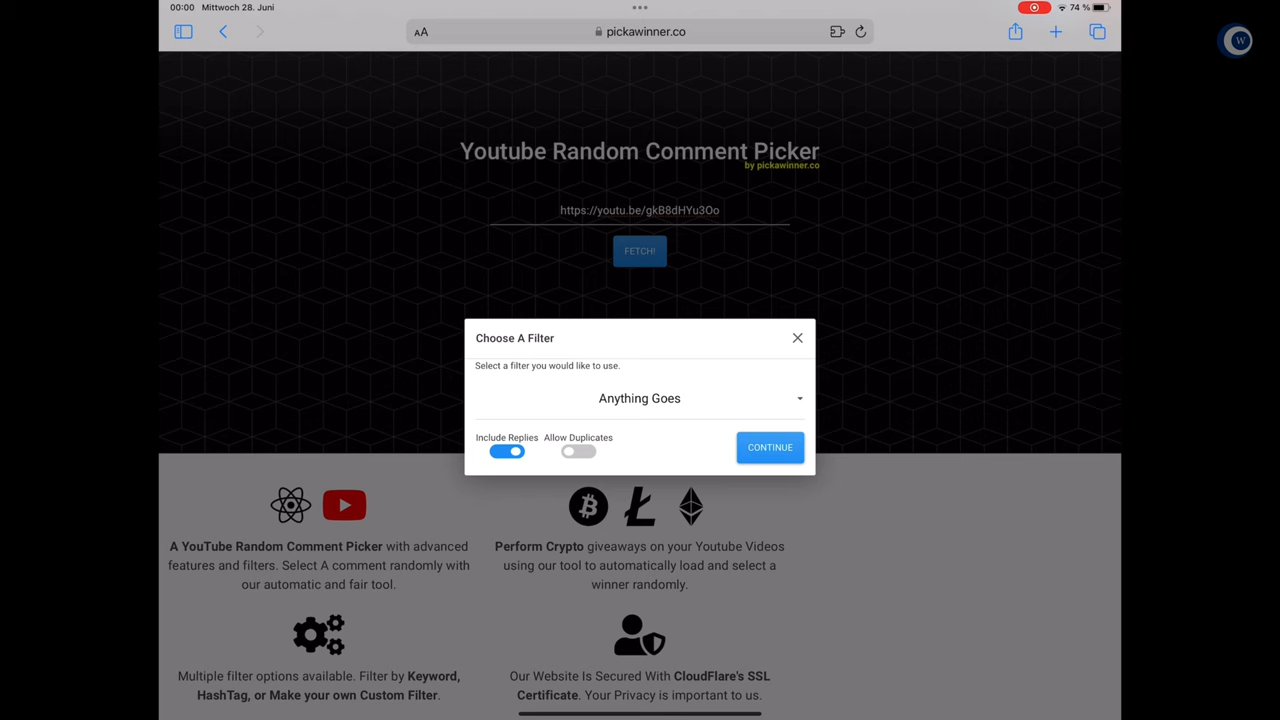 00:00 Mittwoch 28. Juni
74 %
AA
pickawinner.co
W
Youtube Random Comment Picker
by pickawinner.co
https://youtu.be/gkB8dHYu3Oo
FETCH!
Choose A Filter
Select a filter you would like to use.
Anything Goes
Include Replies Allow Duplicates
CONTINUE
A YouTube Random Comment Picker with advanced
features and filters. Select A comment randomly with
our automatic and fair tool.
Perform Crypto giveaways on your Youtube Videos
using our tool to automatically load and select a
winner randomly.
Multiple filter options available. Filter by Keyword,
HashTag, or Make your own Custom Filter.
Our Website Is Secured With CloudFlare's SSL
Certificate. Your Privacy is important to us.